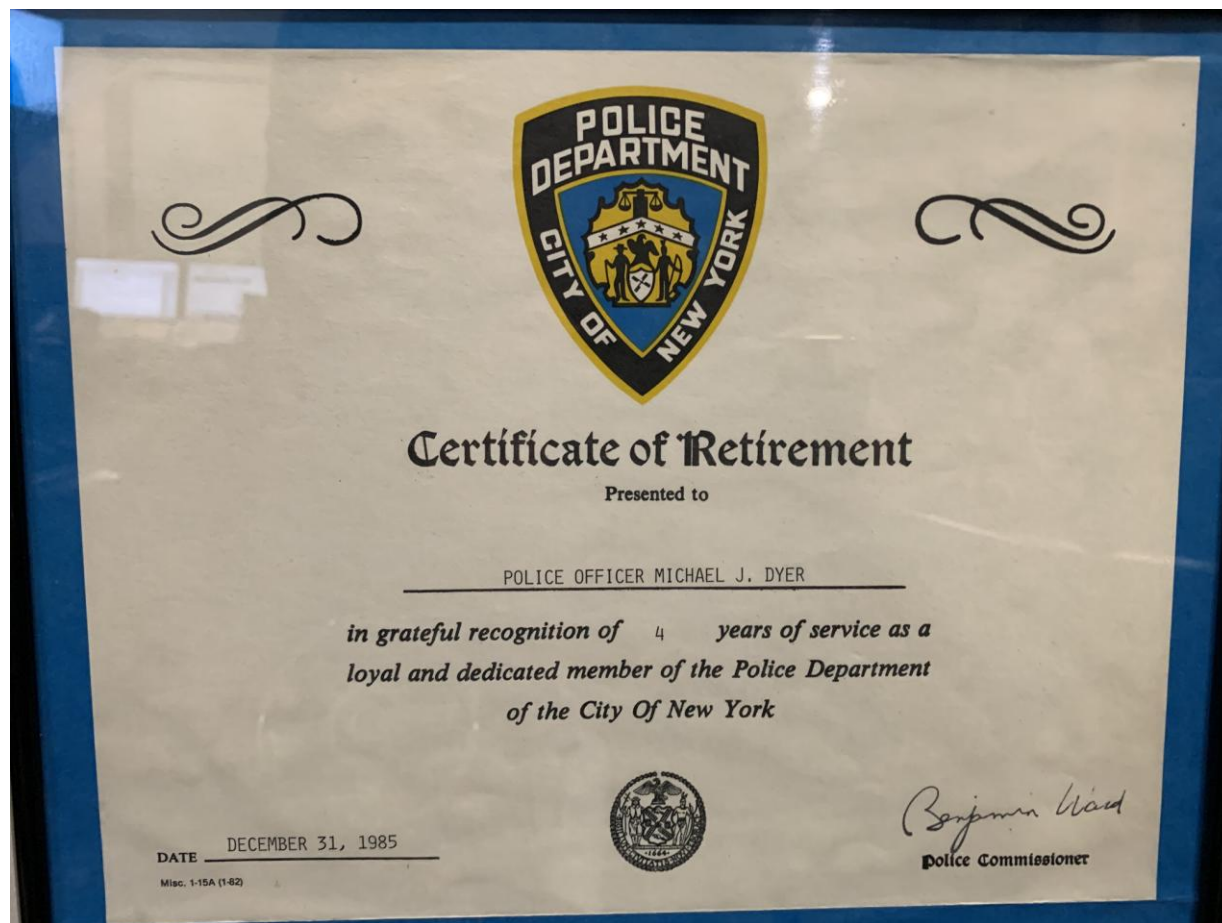 POLICE
DEPARTMENT
CITY OF
NEW YORK
Certificate of Retirement
Presented to
POLICE OFFICER MICHAEL J. DYER
in grateful recognition of 4 years of service as a
loyal and dedicated member of the Police Department
of the City Of New York
DATE DECEMBER 31, 1985
Misc. 1-15A (1-82)
·1664·
Benjamin Ward
Police Commissioner